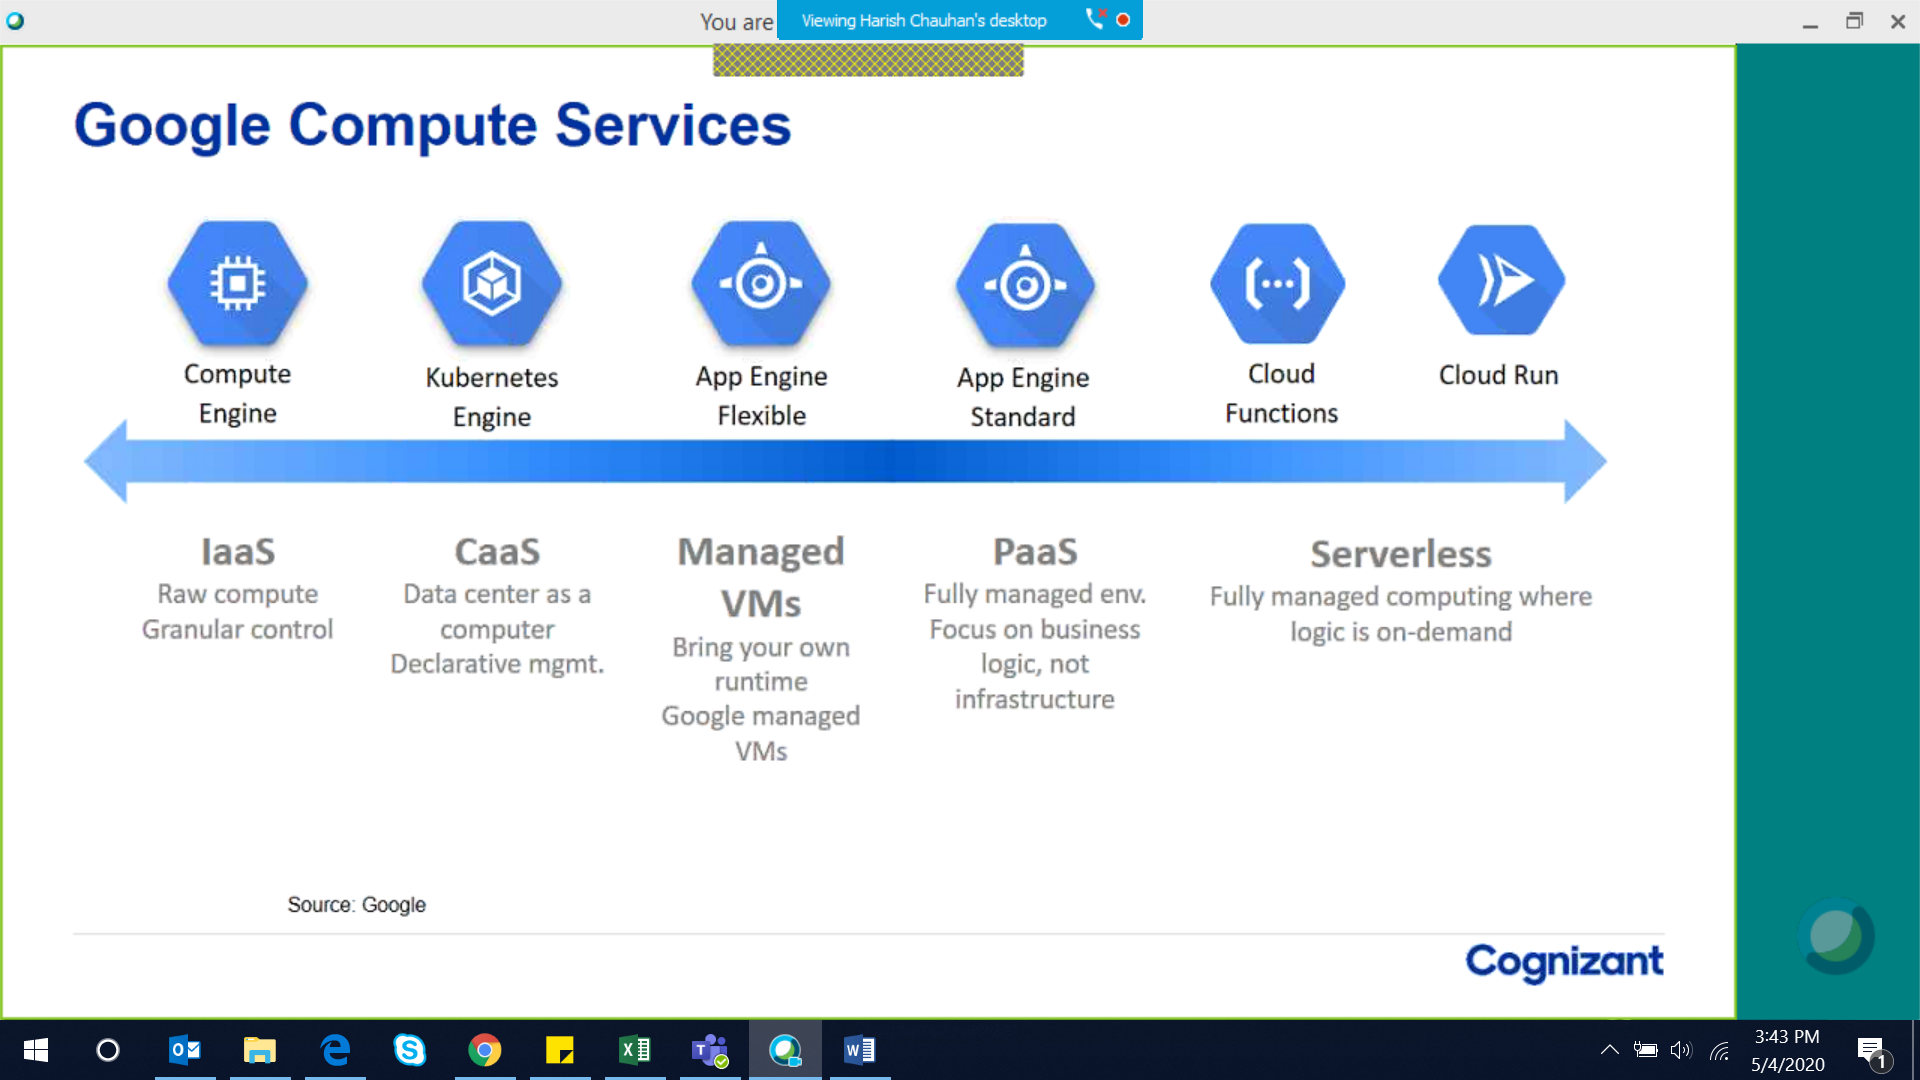 You are
Viewing Harish Chauhan's desktop
Google Compute Services
Compute
Engine
Kubernetes
Engine
App Engine
Flexible
App Engine
Standard
Cloud
Functions
Cloud Run
IaaS
Raw compute
Granular control
CaaS
Data center as a
computer
Declarative mgmt.
Managed
VMs
Bring your own
runtime
Google managed
VMs
PaaS
Fully managed env.
Focus on business
logic, not
infrastructure
Serverless
Fully managed computing where
logic is on-demand
Source: Google
Cognizant
3:43 PM
5/4/2020
1